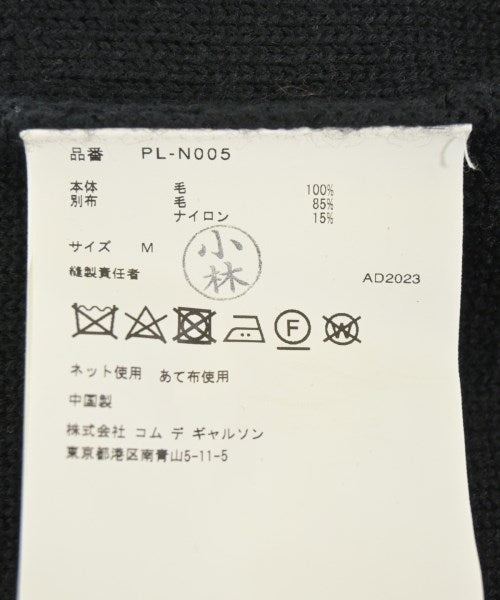 品番 PL-N005
本体 毛 100%
別布 毛 85%
ナイロン 15%
サイズ M
小林
縫製責任者 AD2023
F W
ネット使用 あて布使用
中国製
株式会社 コム デ ギャルソン
東京都港区南青山5-11-5